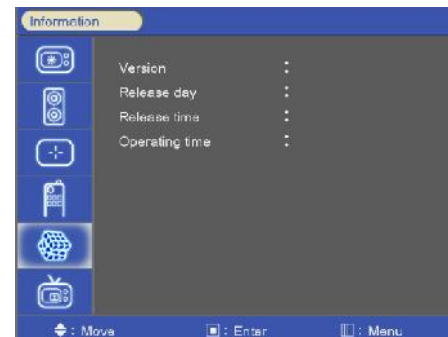 Information
Version :
Release day :
Release time :
Operating time :
: Move : Enter : Menu